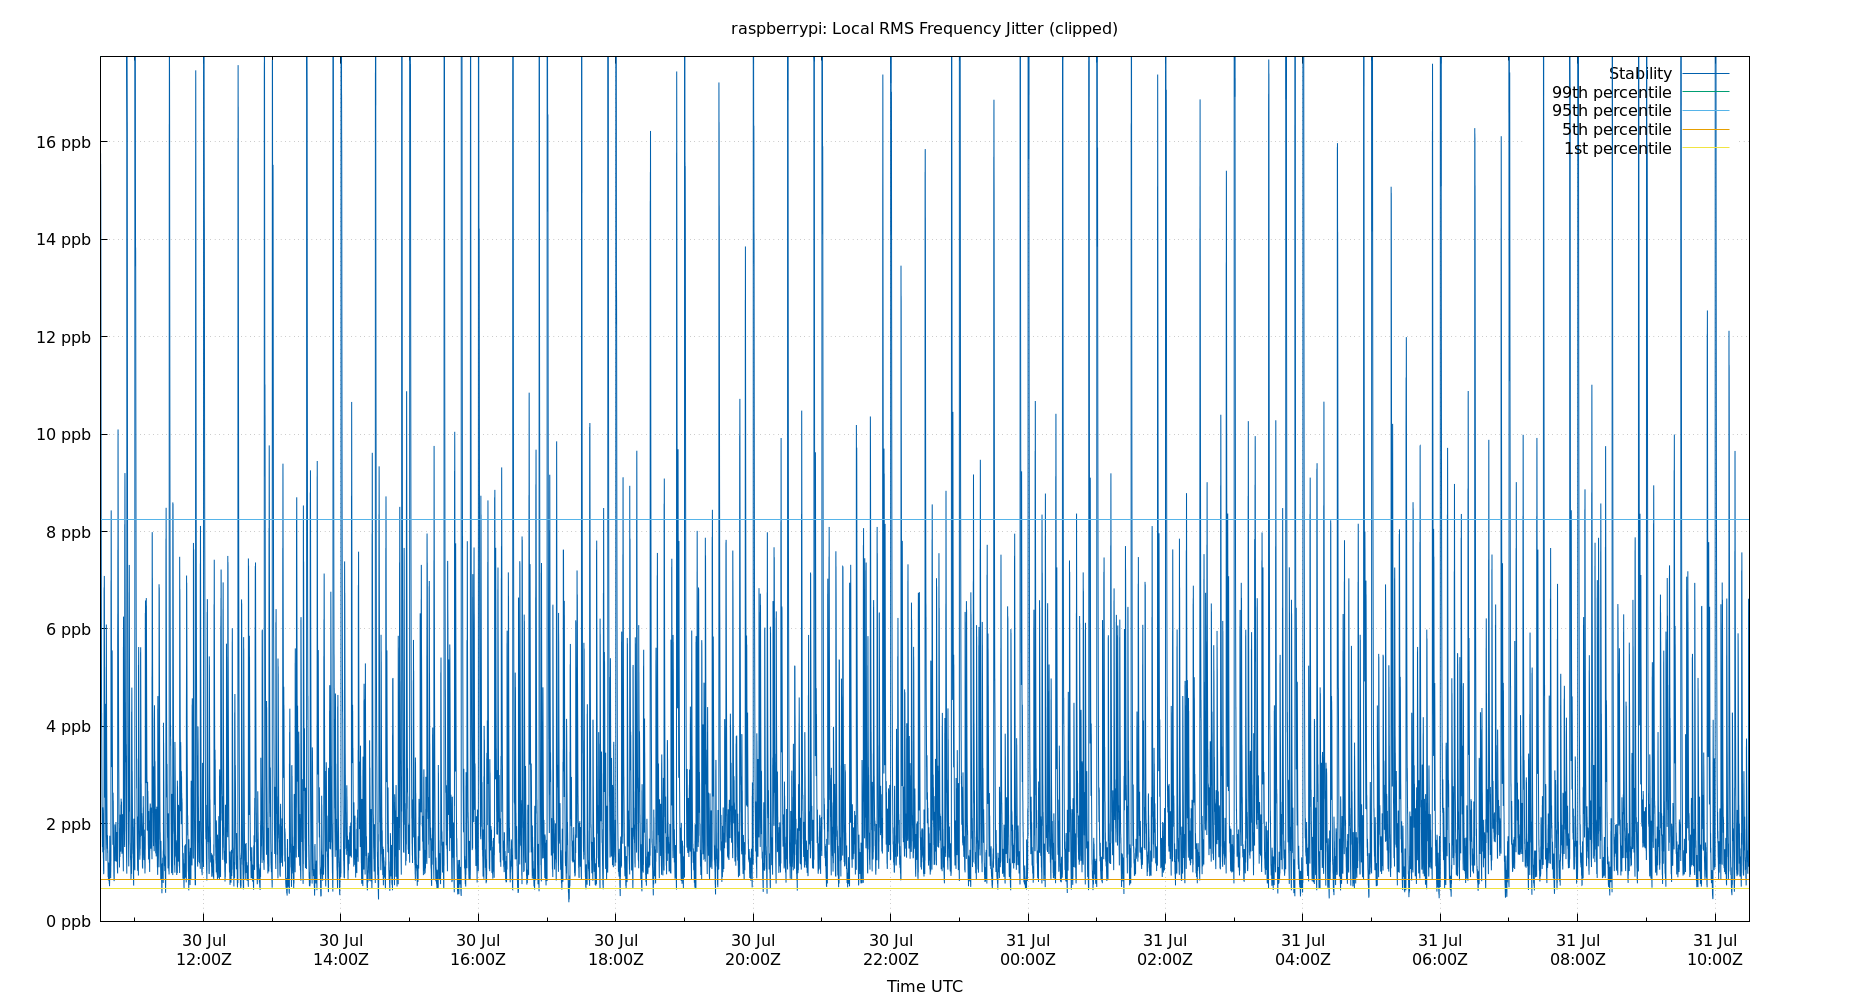 raspberrypi: Local RMS Frequency Jitter (clipped)
Stability
99th percentile
95th percentile
5th percentile
1st percentile
16 ppb
14 ppb
12 ppb
10 ppb
8 ppb
6 ppb
4 ppb
2 ppb
0 ppb
30 Jul 30 Jul 30 Jul 30 Jul 30 Jul 30 Jul 31 Jul 31 Jul 31 Jul 31 Jul 31 Jul 31 Jul
12:00Z 14:00Z 16:00Z 18:00Z 20:00Z 22:00Z 00:00Z 02:00Z 04:00Z 06:00Z 08:00Z 10:00Z
Time UTC